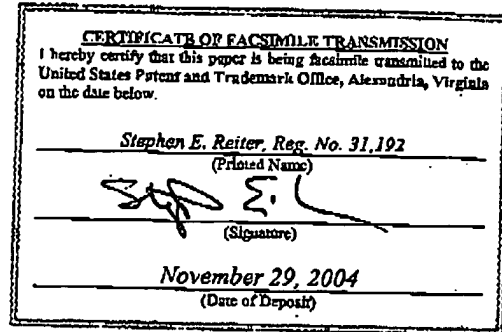 CERTIFICATE OF FACSIMILE TRANSMISSION
I hereby certify that this paper is being facsimile transmitted to the
United States Patent and Trademark Office, Alexandria, Virginia
on the date below.
Stephen E. Reiter, Reg. No. 31,192
(Printed Name)
(Signature)
November 29, 2004
(Date of Deposit)